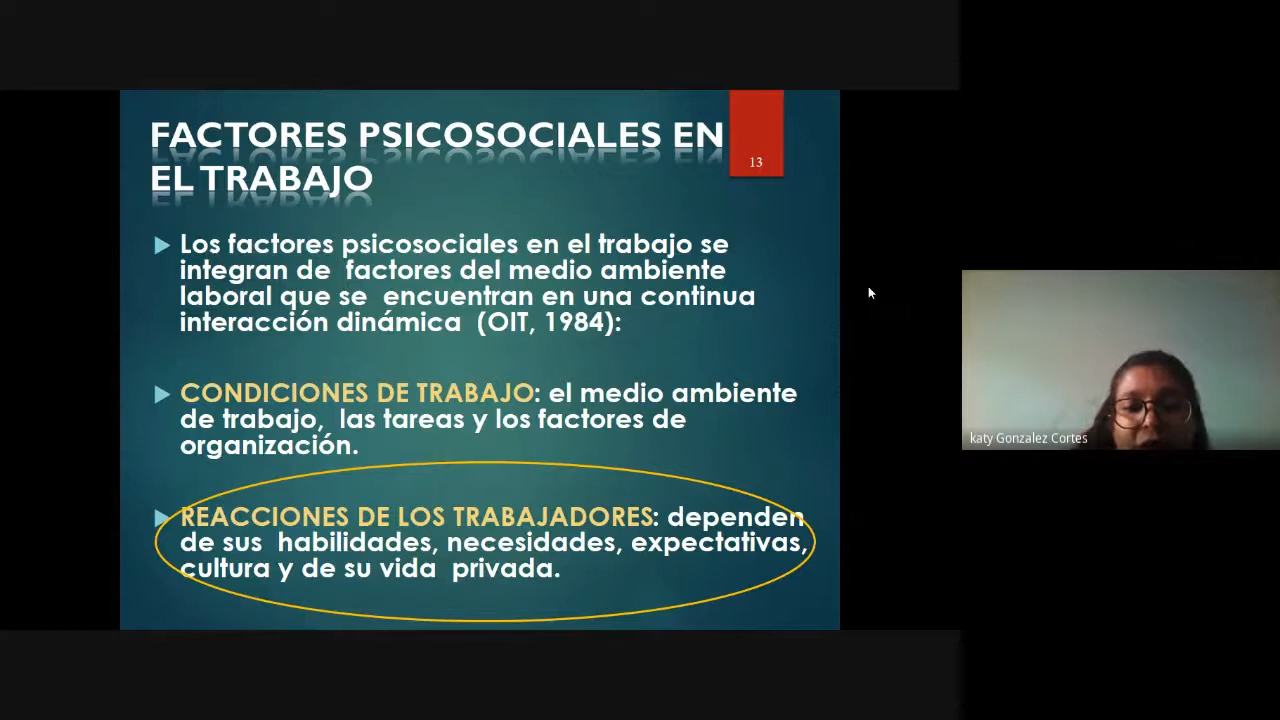 FACTORES PSICOSOCIALES EN
EL TRABAJO
13
Los factores psicosociales en el trabajo se
integran de factores del medio ambiente
laboral que se encuentran en una continua
interacción dinámica (OIT, 1984):
CONDICIONES DE TRABAJO: el medio ambiente
de trabajo, las tareas y los factores de
organización.
REACCIONES DE LOS TRABAJADORES: dependen
de sus habilidades, necesidades, expectativas,
cultura y de su vida privada.
katy Gonzalez Cortes